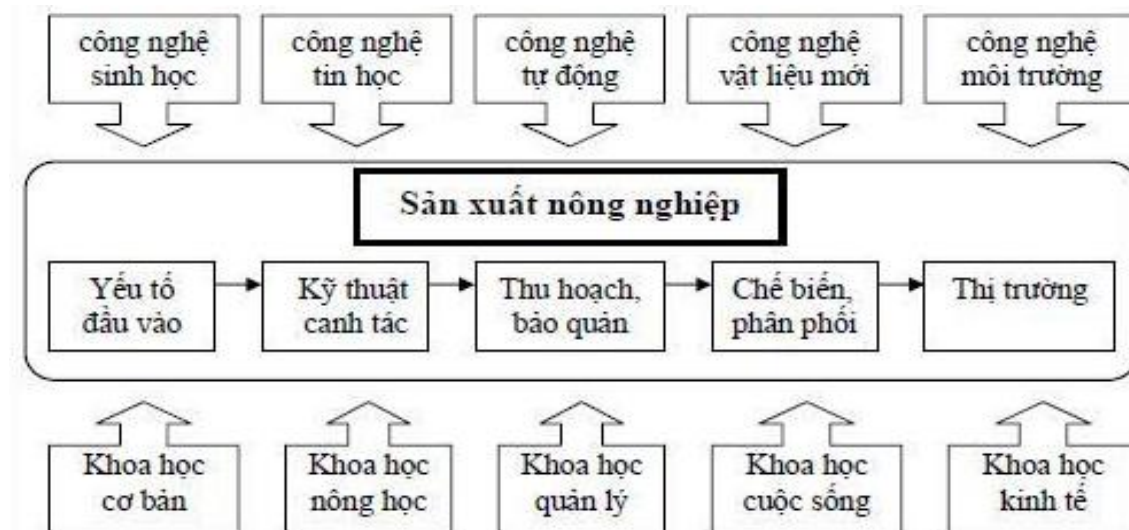 công nghệ
sinh học
công nghệ
tin học
công nghệ
tự động
công nghệ
vật liệu mới
công nghệ
môi trường
Sản xuất nông nghiệp
Yếu tố
đầu vào
Kỹ thuật
canh tác
Thu hoạch,
bảo quản
Chế biến,
phân phối
Thị trường
Khoa học
cơ bản
Khoa học
nông học
Khoa học
quản lý
Khoa học
cuộc sống
Khoa học
kinh tế